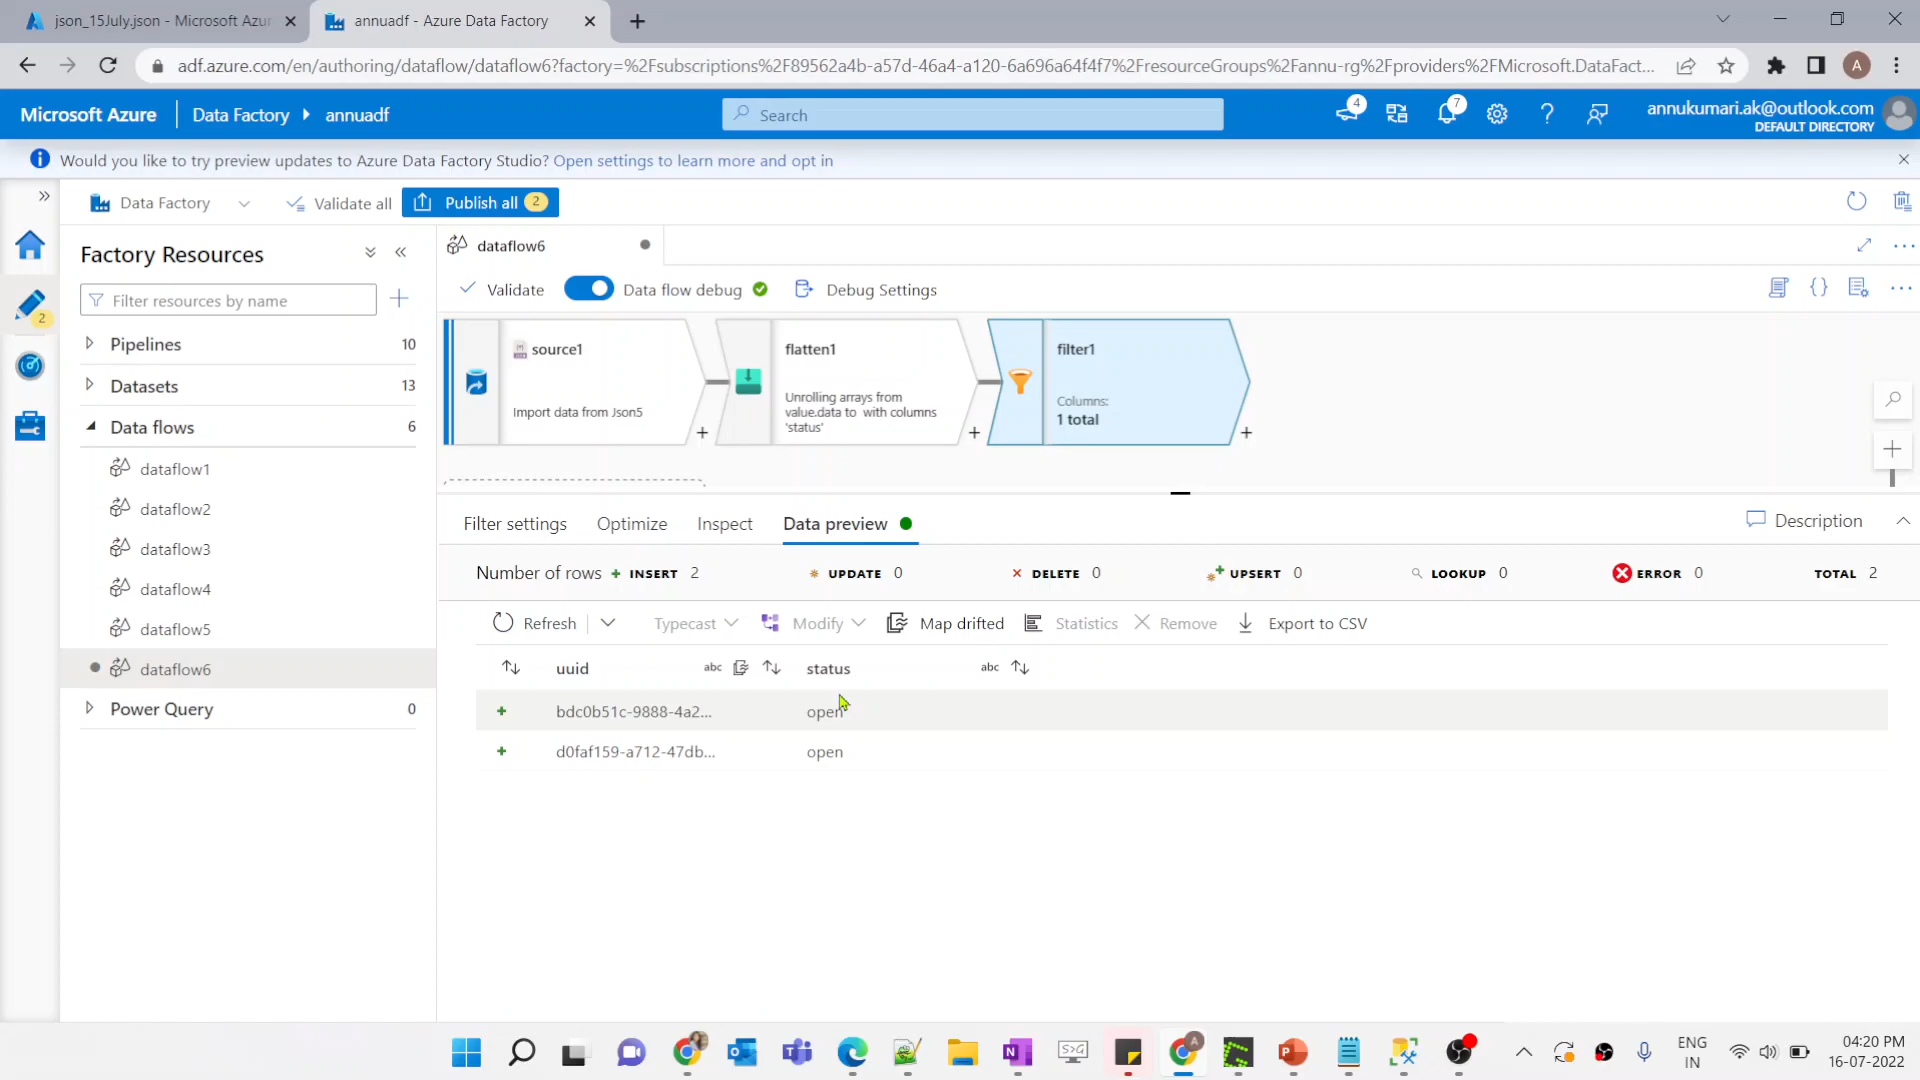 json_15July.json - Microsoft Azur
annuadf - Azure Data Factory
adf.azure.com/en/authoring/dataflow/dataflow6?factory=%2Fsubscriptions%2F89562a4b-a57d-46a4-a120-6a696a64f4f7%2FresourceGroups%2Fannu-rg%2Fproviders%2FMicrosoft.DataFact...
A
Microsoft Azure
Data Factory
annuadf
Search
4
7
annukumari.ak@outlook.com
DEFAULT DIRECTORY
Would you like to try preview updates to Azure Data Factory Studio? Open settings to learn more and opt in
Data Factory
Validate all
Publish all
2
Factory Resources
dataflow6
Filter resources by name
Validate
Data flow debug
Debug Settings
2
Pipelines
10
Datasets
13
Data flows
6
dataflow1
dataflow2
dataflow3
dataflow4
dataflow5
dataflow6
Power Query
0
source1
Import data from Json5
flatten1
Unrolling arrays from
value.data to with columns
'status'
filter1
Columns:
1 total
Filter settings
Optimize
Inspect
Data preview
Description
Number of rows
INSERT 2
UPDATE 0
DELETE 0
UPSERT 0
LOOKUP 0
ERROR 0
TOTAL 2
Refresh
Typecast
Modify
Map drifted
Statistics
Remove
Export to CSV
uuid
abc
status
abc
bdc0b51c-9888-4a2...
open
d0faf159-a712-47db...
open
S>G
A
ENG
IN
04:20 PM
16-07-2022